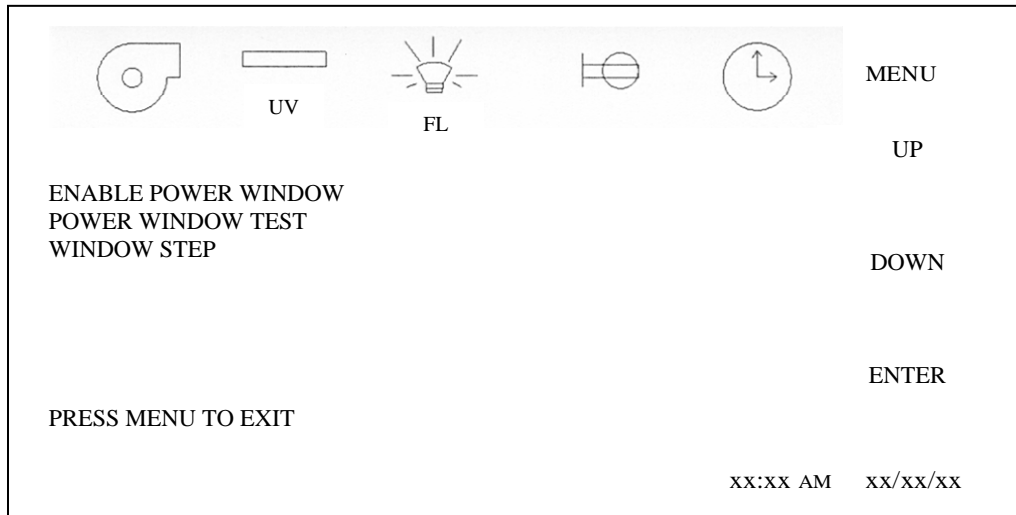 MENU
UV
FL
UP
ENABLE POWER WINDOW
POWER WINDOW TEST
WINDOW STEP
DOWN
ENTER
PRESS MENU TO EXIT
xx:xx AM xx/xx/xx